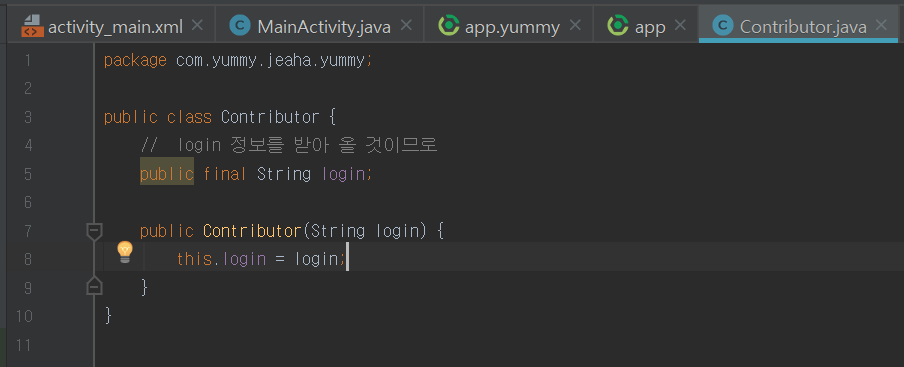 activity_main.xml MainActivity.java app.yummy app Contributor.java
1 package com.yummy.jeaha.yummy;
2
3 public class Contributor {
4 // login 정보를 받아 올 것이므로
5 public final String login;
6
7 public Contributor(String login) {
8 this.login = login;
9 }
10 }
11